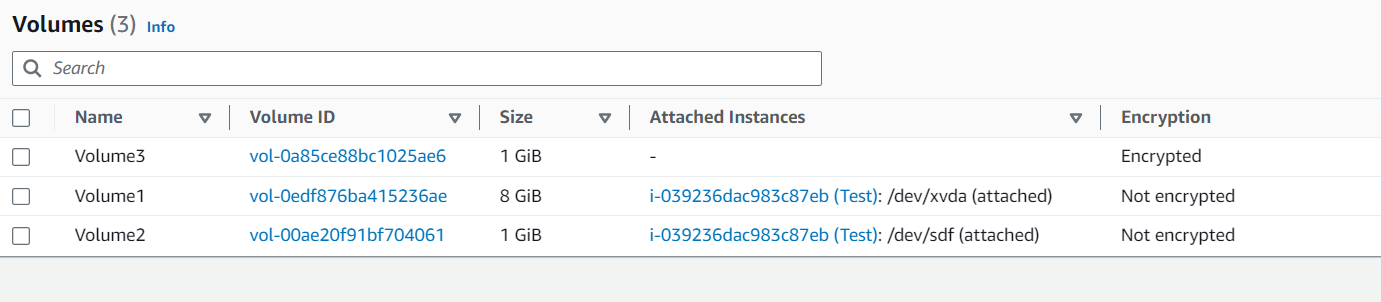 Volumes (3) Info
Search
Name Volume ID Size Attached Instances Encryption
Volume3 vol-0a85ce88bc1025ae6 1 GiB - Encrypted
Volume1 vol-0edf876ba415236ae 8 GiB i-039236dac983c87eb (Test): /dev/xvda (attached) Not encrypted
Volume2 vol-00ae20f91bf704061 1 GiB i-039236dac983c87eb (Test): /dev/sdf (attached) Not encrypted